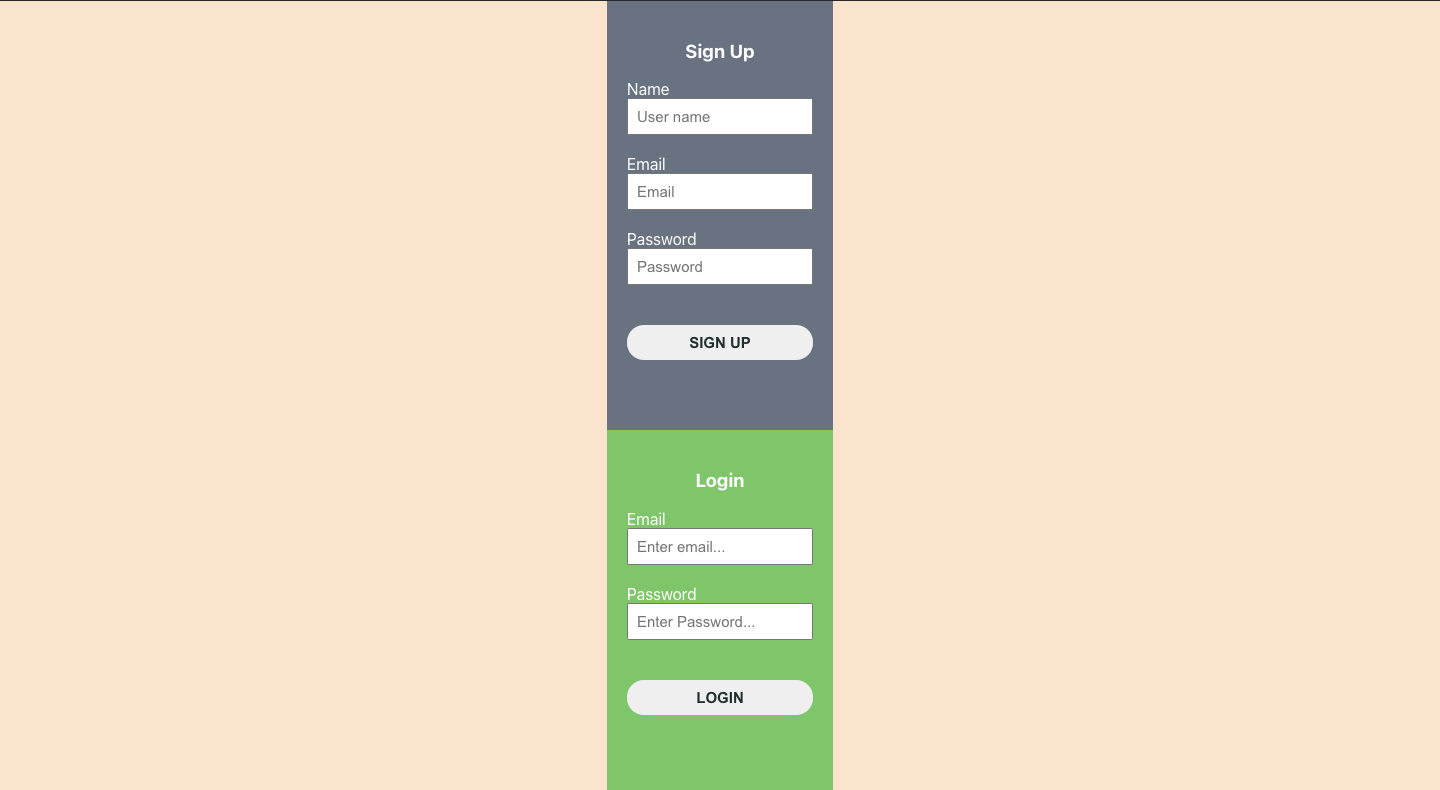 Sign Up
Name
User name
Email
Email
Password
Password
SIGN UP
Login
Email
Enter email...
Password
Enter Password...
LOGIN